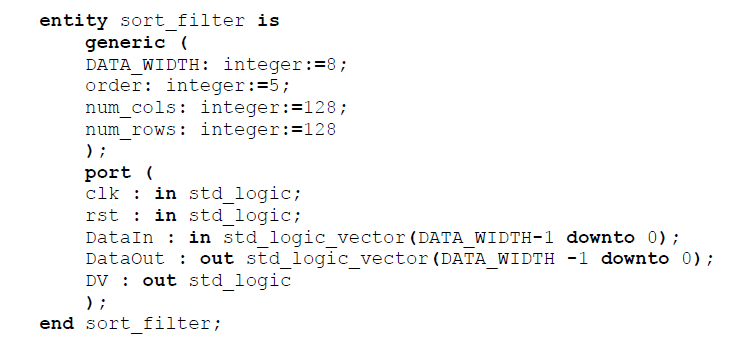 entity sort_filter is
generic (
DATA_WIDTH: integer:=8;
order: integer:=5;
num_cols: integer:=128;
num_rows: integer:=128
);
port (
clk : in std_logic;
rst : in std_logic;
DataIn : in std_logic_vector(DATA_WIDTH-1 downto 0);
DataOut : out std_logic_vector(DATA_WIDTH -1 downto 0);
DV : out std_logic
);
end sort_filter;